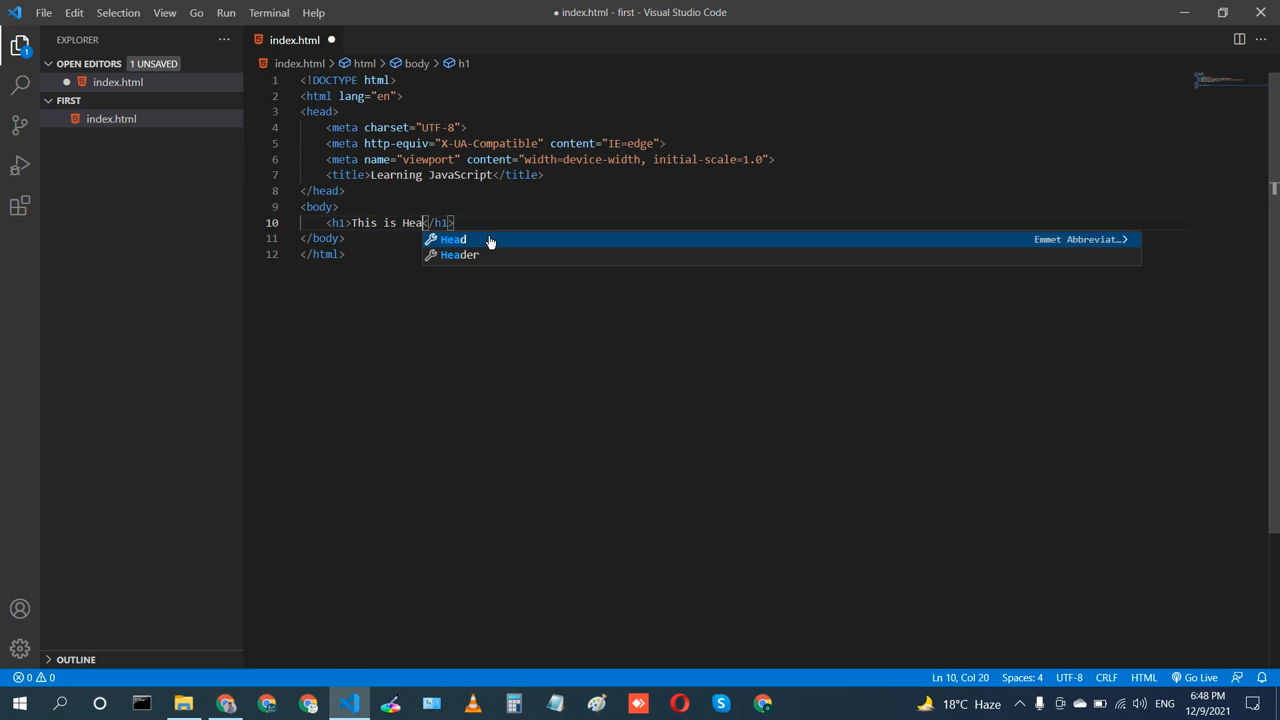 File Edit Selection View Go Run Terminal Help
● index.html - first - Visual Studio Code
EXPLORER ...
index.html ●
OPEN EDITORS 1 UNSAVED
index.html > html > body > h1
● index.html
FIRST
index.html
1 <!DOCTYPE html>
2 <html lang="en">
3 <head>
4 <meta charset="UTF-8">
5 <meta http-equiv="X-UA-Compatible" content="IE=edge">
6 <meta name="viewport" content="width=device-width, initial-scale=1.0">
7 <title>Learning JavaScript</title>
8 </head>
9 <body>
10 <h1>This is Hea</h1>
11 </body>
12 </html>
Head Emmet Abbreviat…>
Header
1
OUTLINE
0 0 Ln 10, Col 20 Spaces: 4 UTF-8 CRLF HTML Go Live
18°C Haze ENG
6:48 PM
12/9/2021